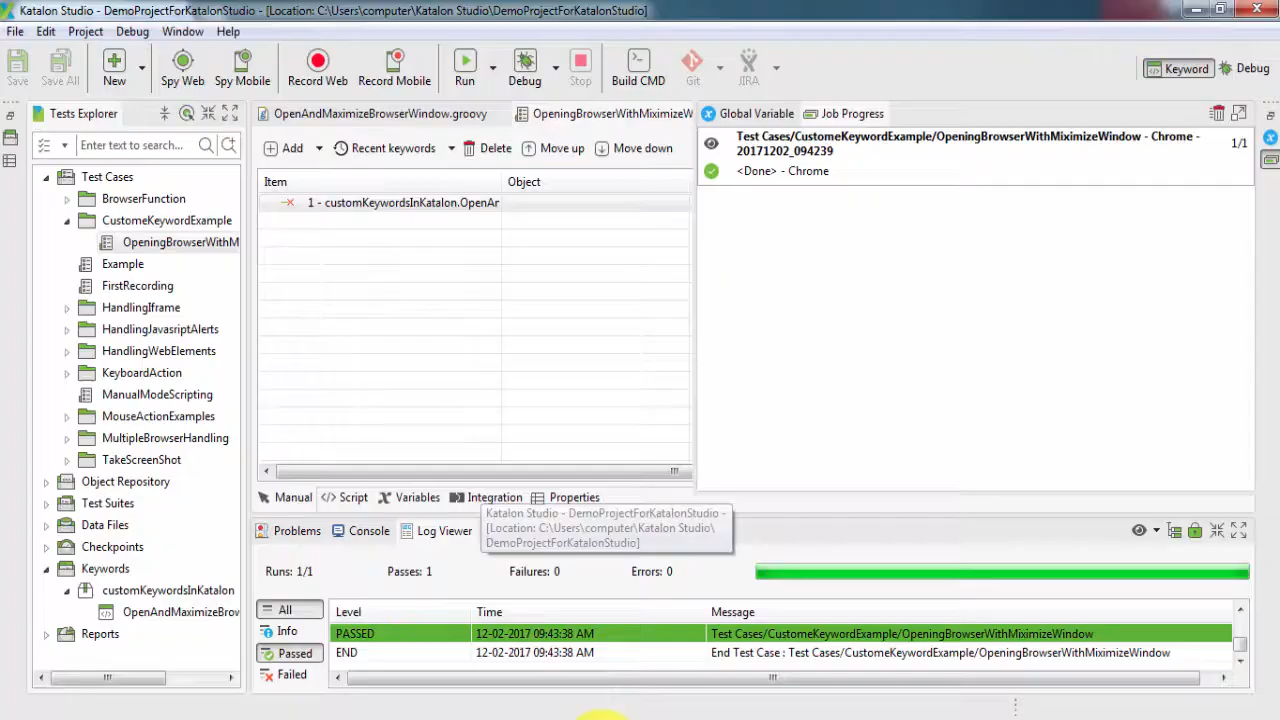 Katalon Studio - DemoProjectForKatalonStudio - [Location: C:\Users\computer\Katalon Studio\DemoProjectForKatalonStudio]
File Edit Project Debug Window Help
Save Save All New Spy Web Spy Mobile Record Web Record Mobile Run Debug Stop Build CMD Git JIRA Keyword Debug
Tests Explorer
Enter text to search...
Test Cases
BrowserFunction
CustomeKeywordExample
OpeningBrowserWithM
Example
FirstRecording
HandlingIframe
HandlingJavasriptAlerts
HandlingWebElements
KeyboardAction
ManualModeScripting
MouseActionExamples
MultipleBrowserHandling
TakeScreenShot
Object Repository
Test Suites
Data Files
Checkpoints
Keywords
customKeywordsInKatalon
OpenAndMaximizeBrov
Reports
OpenAndMaximizeBrowserWindow.groovy OpeningBrowserWithMiximizeW
Add Recent keywords Delete Move up Move down
Item Object
1 - customKeywordsInKatalon.OpenAr
Manual Script Variables Integration Properties
Global Variable Job Progress
Test Cases/CustomeKeywordExample/OpeningBrowserWithMiximizeWindow - Chrome - 1/1
20171202_094239
<Done> - Chrome
Katalon Studio - DemoProjectForKatalonStudio -
[Location: C:\Users\computer\Katalon Studio\
DemoProjectForKatalonStudio]
Problems Console Log Viewer
Runs: 1/1 Passes: 1 Failures: 0 Errors: 0
All
Info
Passed
Failed
Level Time Message
PASSED 12-02-2017 09:43:38 AM Test Cases/CustomeKeywordExample/OpeningBrowserWithMiximizeWindow
END 12-02-2017 09:43:38 AM End Test Case : Test Cases/CustomeKeywordExample/OpeningBrowserWithMiximizeWindow